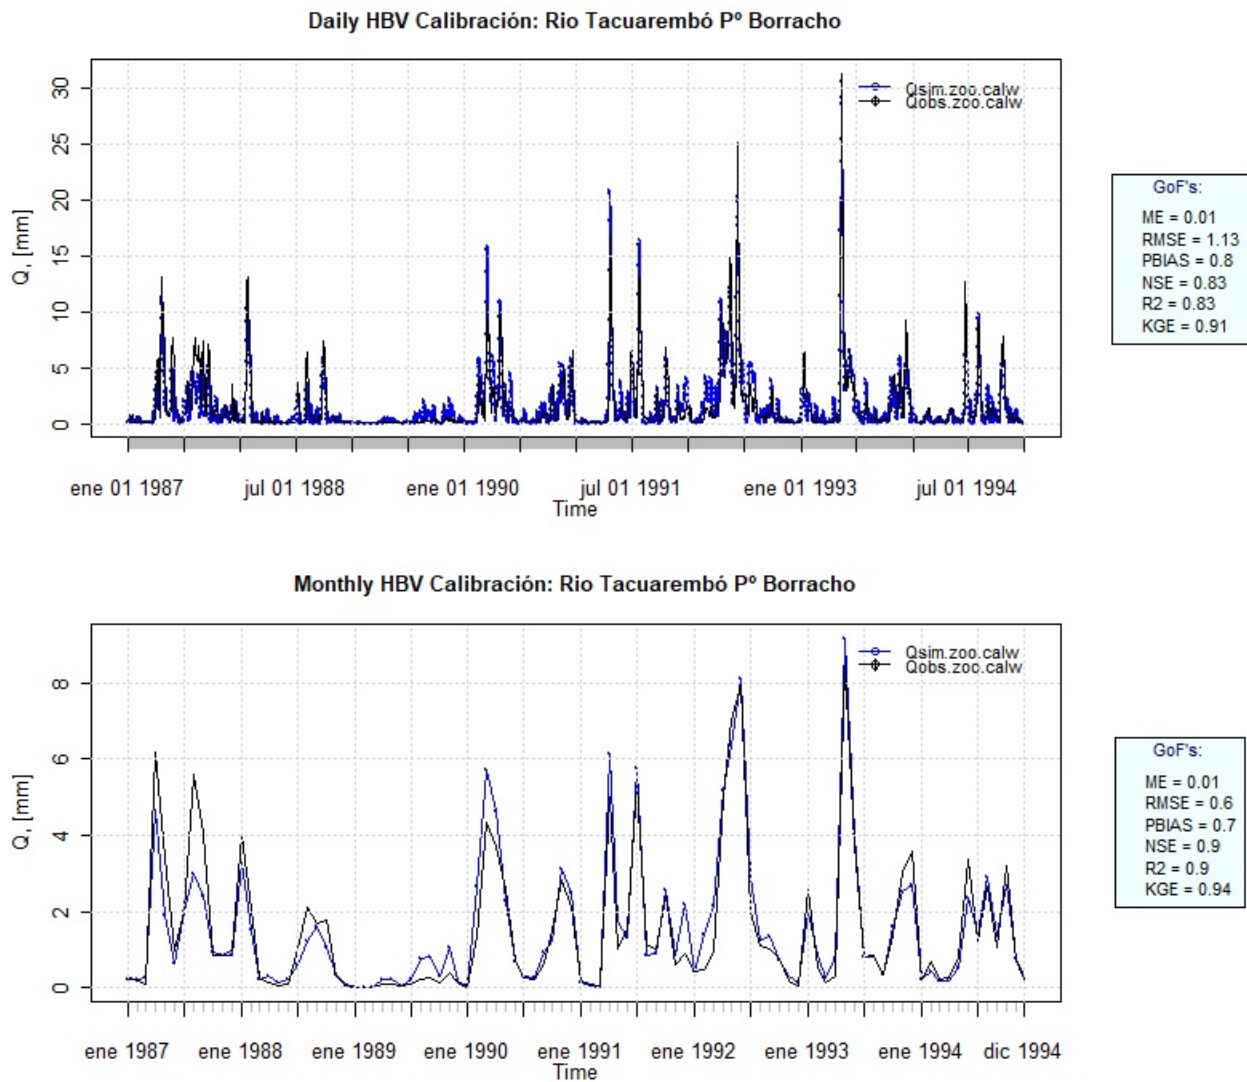 Daily HBV Calibración: Rio Tacuarembó Pº Borracho
Q, [mm]
30
25
20
15
10
5
0
Qsim.zoo.calw
Qobs.zoo.calw
ene 01 1987
jul 01 1988
ene 01 1990
jul 01 1991
ene 01 1993
jul 01 1994
Time
GoF's:
ME = 0.01
RMSE = 1.13
PBIAS = 0.8
NSE = 0.83
R2 = 0.83
KGE = 0.91
Monthly HBV Calibración: Rio Tacuarembó Pº Borracho
Q, [mm]
8
6
4
2
0
Qsim.zoo.calw
Qobs.zoo.calw
ene 1987
ene 1988
ene 1989
ene 1990
ene 1991
ene 1992
ene 1993
ene 1994
dic 1994
Time
GoF's:
ME = 0.01
RMSE = 0.6
PBIAS = 0.7
NSE = 0.9
R2 = 0.9
KGE = 0.94